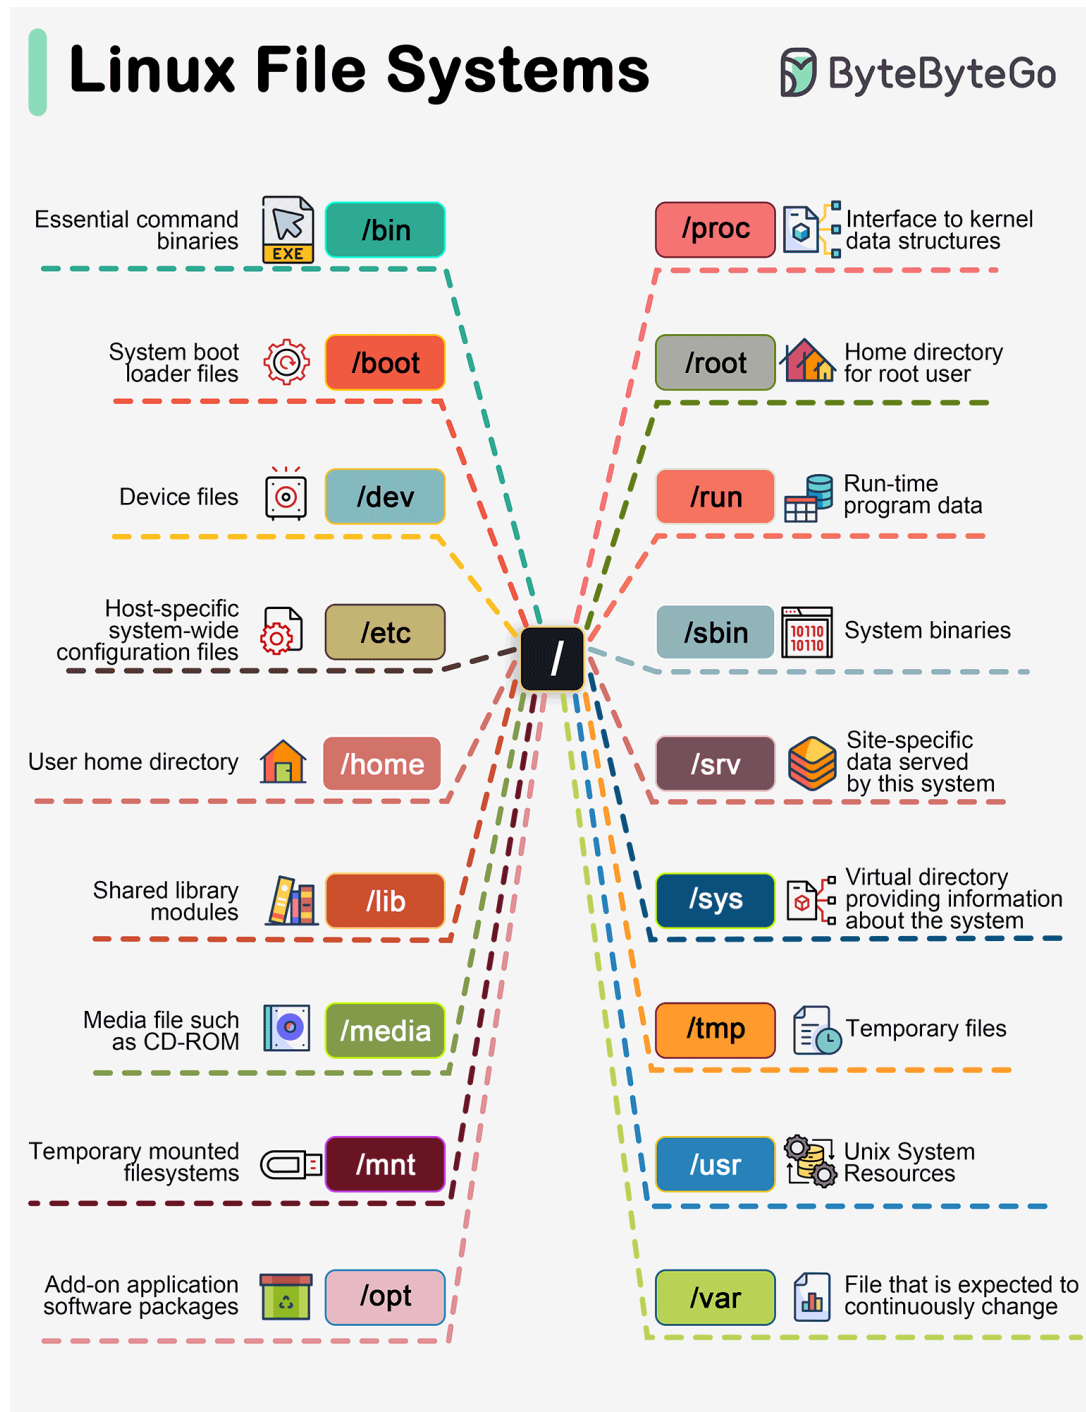 Linux File Systems
ByteByteGo
Essential command
binaries
EXE
/bin
System boot
loader files
/boot
Device files
/dev
Host-specific
system-wide
configuration files
/etc
User home directory
/home
Shared library
modules
/lib
Media file such
as CD-ROM
/media
Temporary mounted
filesystems
/mnt
Add-on application
software packages
/opt
/
/proc
Interface to kernel
data structures
/root
Home directory
for root user
/run
Run-time
program data
/sbin
10110
10110
System binaries
/srv
Site-specific
data served
by this system
/sys
Virtual directory
providing information
about the system
/tmp
Temporary files
/usr
Unix System
Resources
/var
File that is expected to
continuously change